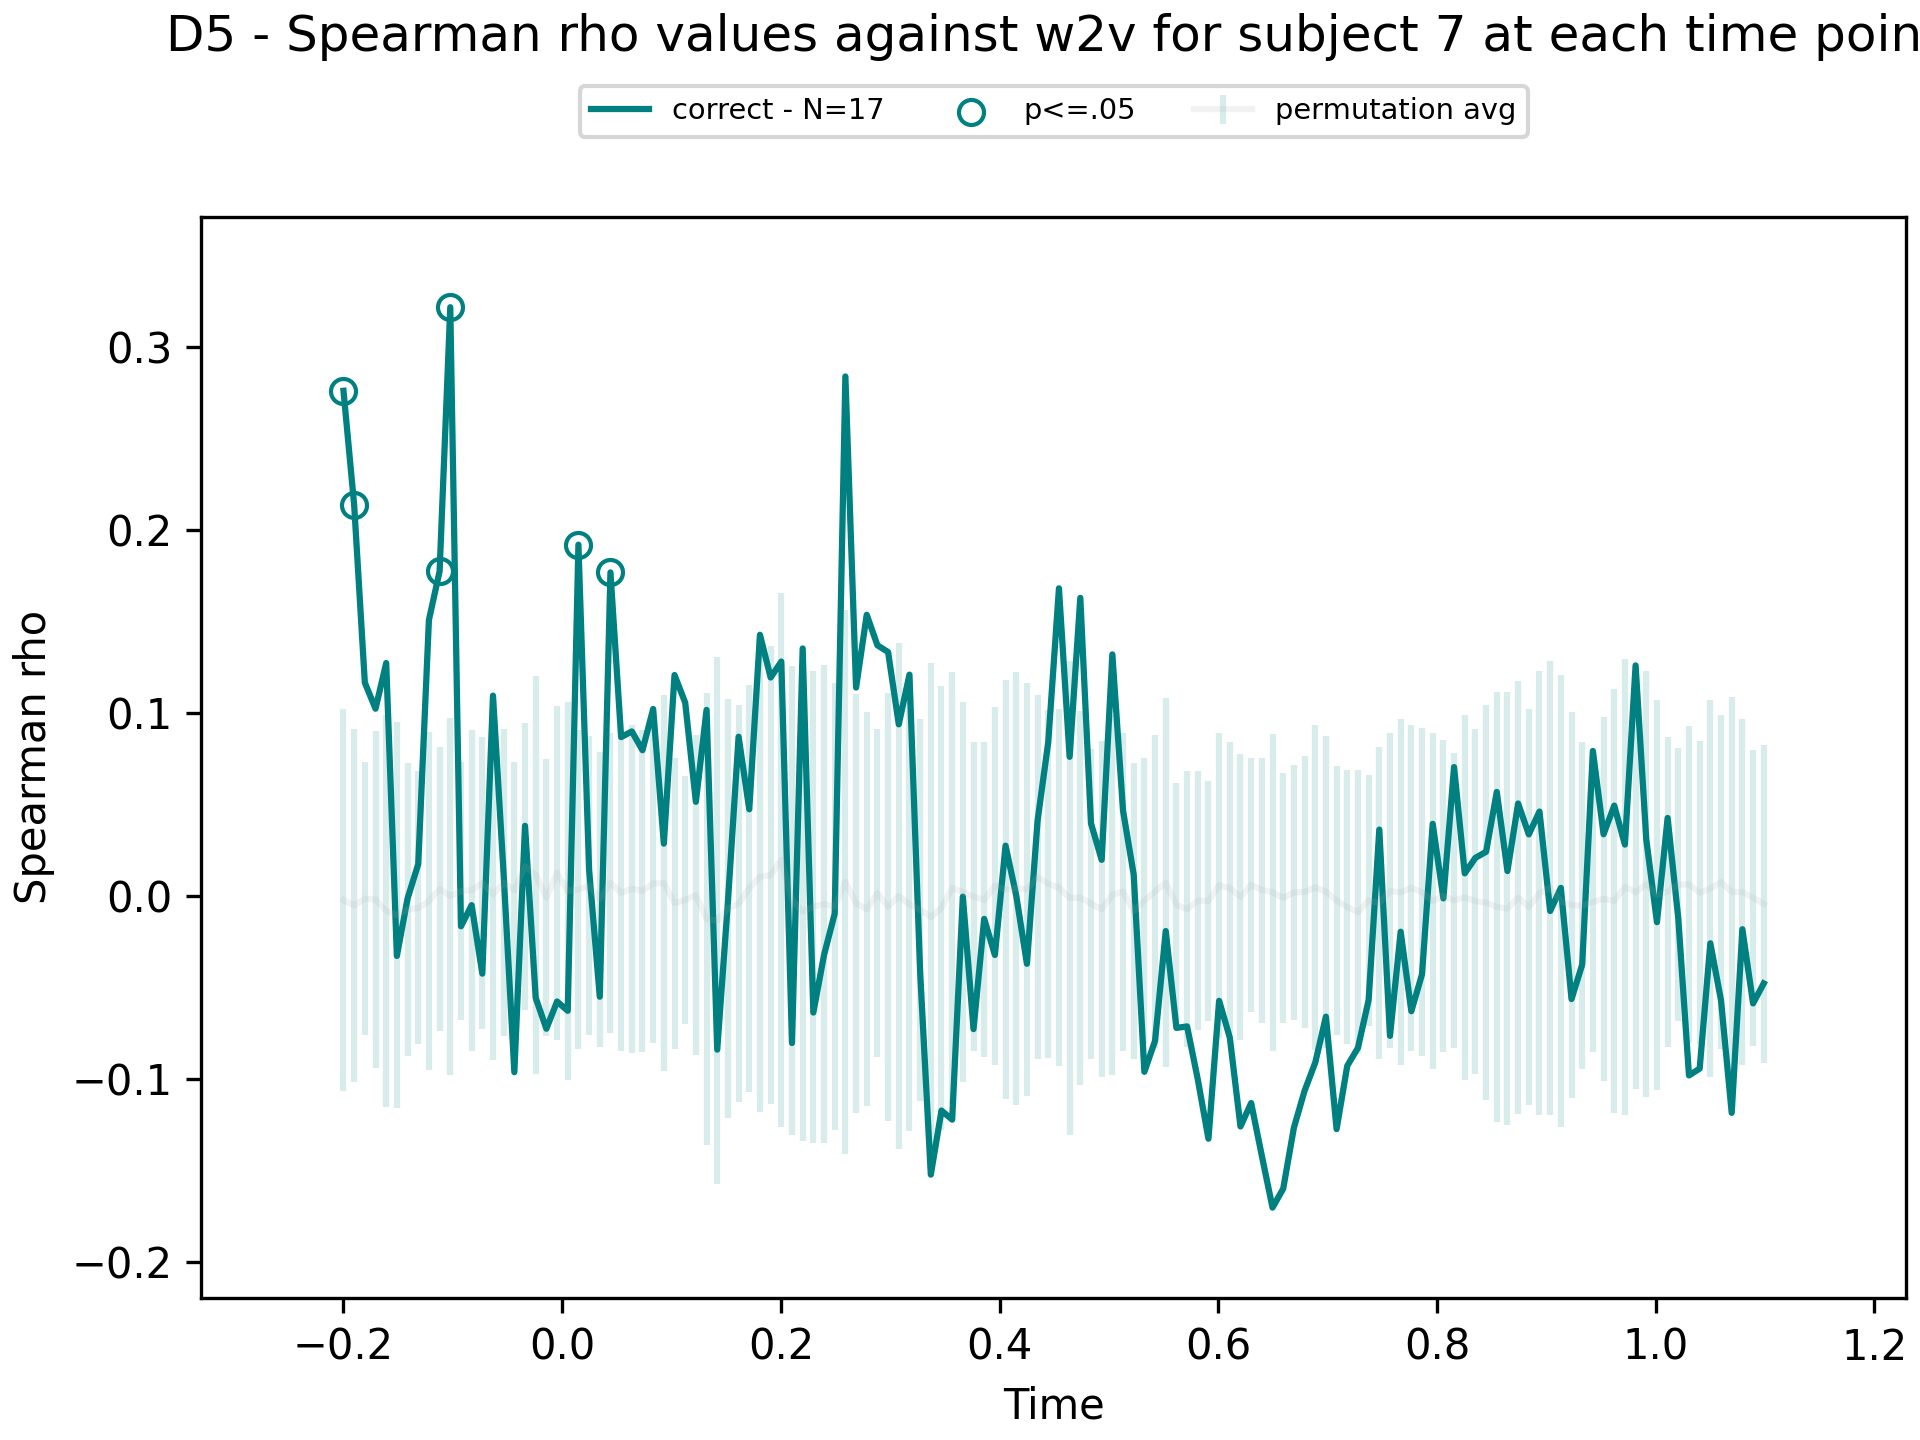 D5 - Spearman rho values against w2v for subject 7 at each time poin
correct - N=17 p<=.05 permutation avg
Spearman rho
0.3
0.2
0.1
0.0
−0.1
−0.2
−0.2 0.0 0.2 0.4 0.6 0.8 1.0 1.2
Time